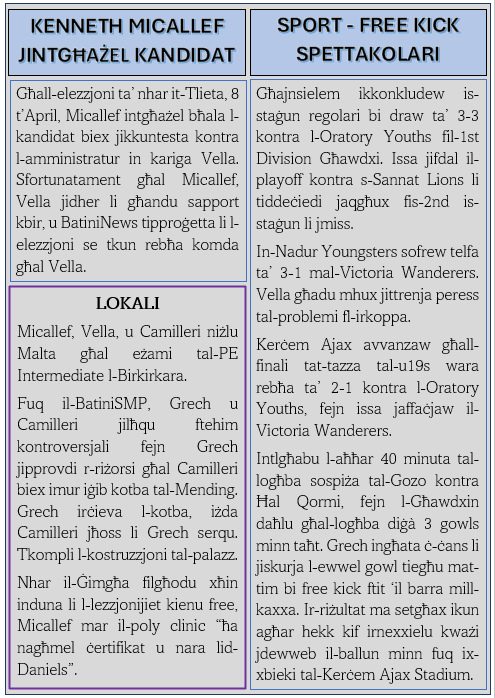 KENNETH MICALLEF
JINTGĦAŻEL KANDIDAT
Għall-elezzjoni ta' nhar it-Tlieta, 8
t'April, Micallef intgħażel bħala l-
kandidat biex jikkuntesta kontra
l-amministratur in kariga Vella.
Sfortunatament għal Micallef,
Vella jidher li għandu sapport
kbir, u BatiniNews tipproġetta li l-
elezzjoni se tkun rebħa komda
għal Vella.
LOKALI
Micallef, Vella, u Camilleri niżlu
Malta għal eżami tal-PE
Intermediate l-Birkirkara.
Fuq il-BatiniSMP, Grech u
Camilleri jilħqu ftehim
kontroversjali fejn Grech
jipprovdi r-riżorsi għal Camilleri
biex imur iġib kotba tal-Mending.
Grech irċieva l-kotba, iżda
Camilleri jħoss li Grech serqu.
Tkompli l-kostruzzjoni tal-palazz.
Nhar il-Ġimgħa filgħodu xħin
induna li l-lezzjonijiet kienu free,
Micallef mar il-poly clinic “ħa
nagħmel ċertifikat u nara lid-
Daniels”.
SPORT - FREE KICK
SPETTAKOLARI
Għajnsielem ikkonkludew is-
staġun regolari bi draw ta' 3-3
kontra l-Oratory Youths fil-1st
Division Għawdxi. Issa jifdal il-
playoff kontra s-Sannat Lions li
tiddeċiedi jaqgħux fis-2nd is-
staġun li jmiss.
In-Nadur Youngsters sofrew telfa
ta' 3-1 mal-Victoria Wanderers.
Vella għadu mhux jittrenja peress
tal-problemi fl-irkoppa.
Kerċem Ajax avvanzaw għall-
finali tat-tazza tal-u19s wara
rebħa ta' 2-1 kontra l-Oratory
Youths, fejn issa jaffaċjaw il-
Victoria Wanderers.
Intlgħabu l-aħħar 40 minuta tal-
logħba sospiża tal-Gozo kontra
Ħal Qormi, fejn l-Għawdxin
daħlu għal-logħba diġà 3 gowls
minn taħt. Grech ingħata ċ-ċans li
jiskurja l-ewwel gowl tiegħu mat-
tim bi free kick ftit 'il barra mill-
kaxxa. Ir-riżultat ma setgħax ikun
agħar hekk kif irnexxielu kważi
jdewweb il-ballun minn fuq ix-
xbieki tal-Kerċem Ajax Stadium.